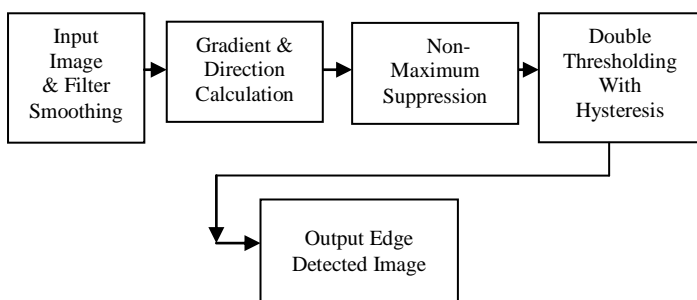 Input
Image
& Filter
Smoothing
Gradient &
Direction
Calculation
Non-
Maximum
Suppression
Double
Thresholding
With
Hysteresis
Output Edge
Detected Image